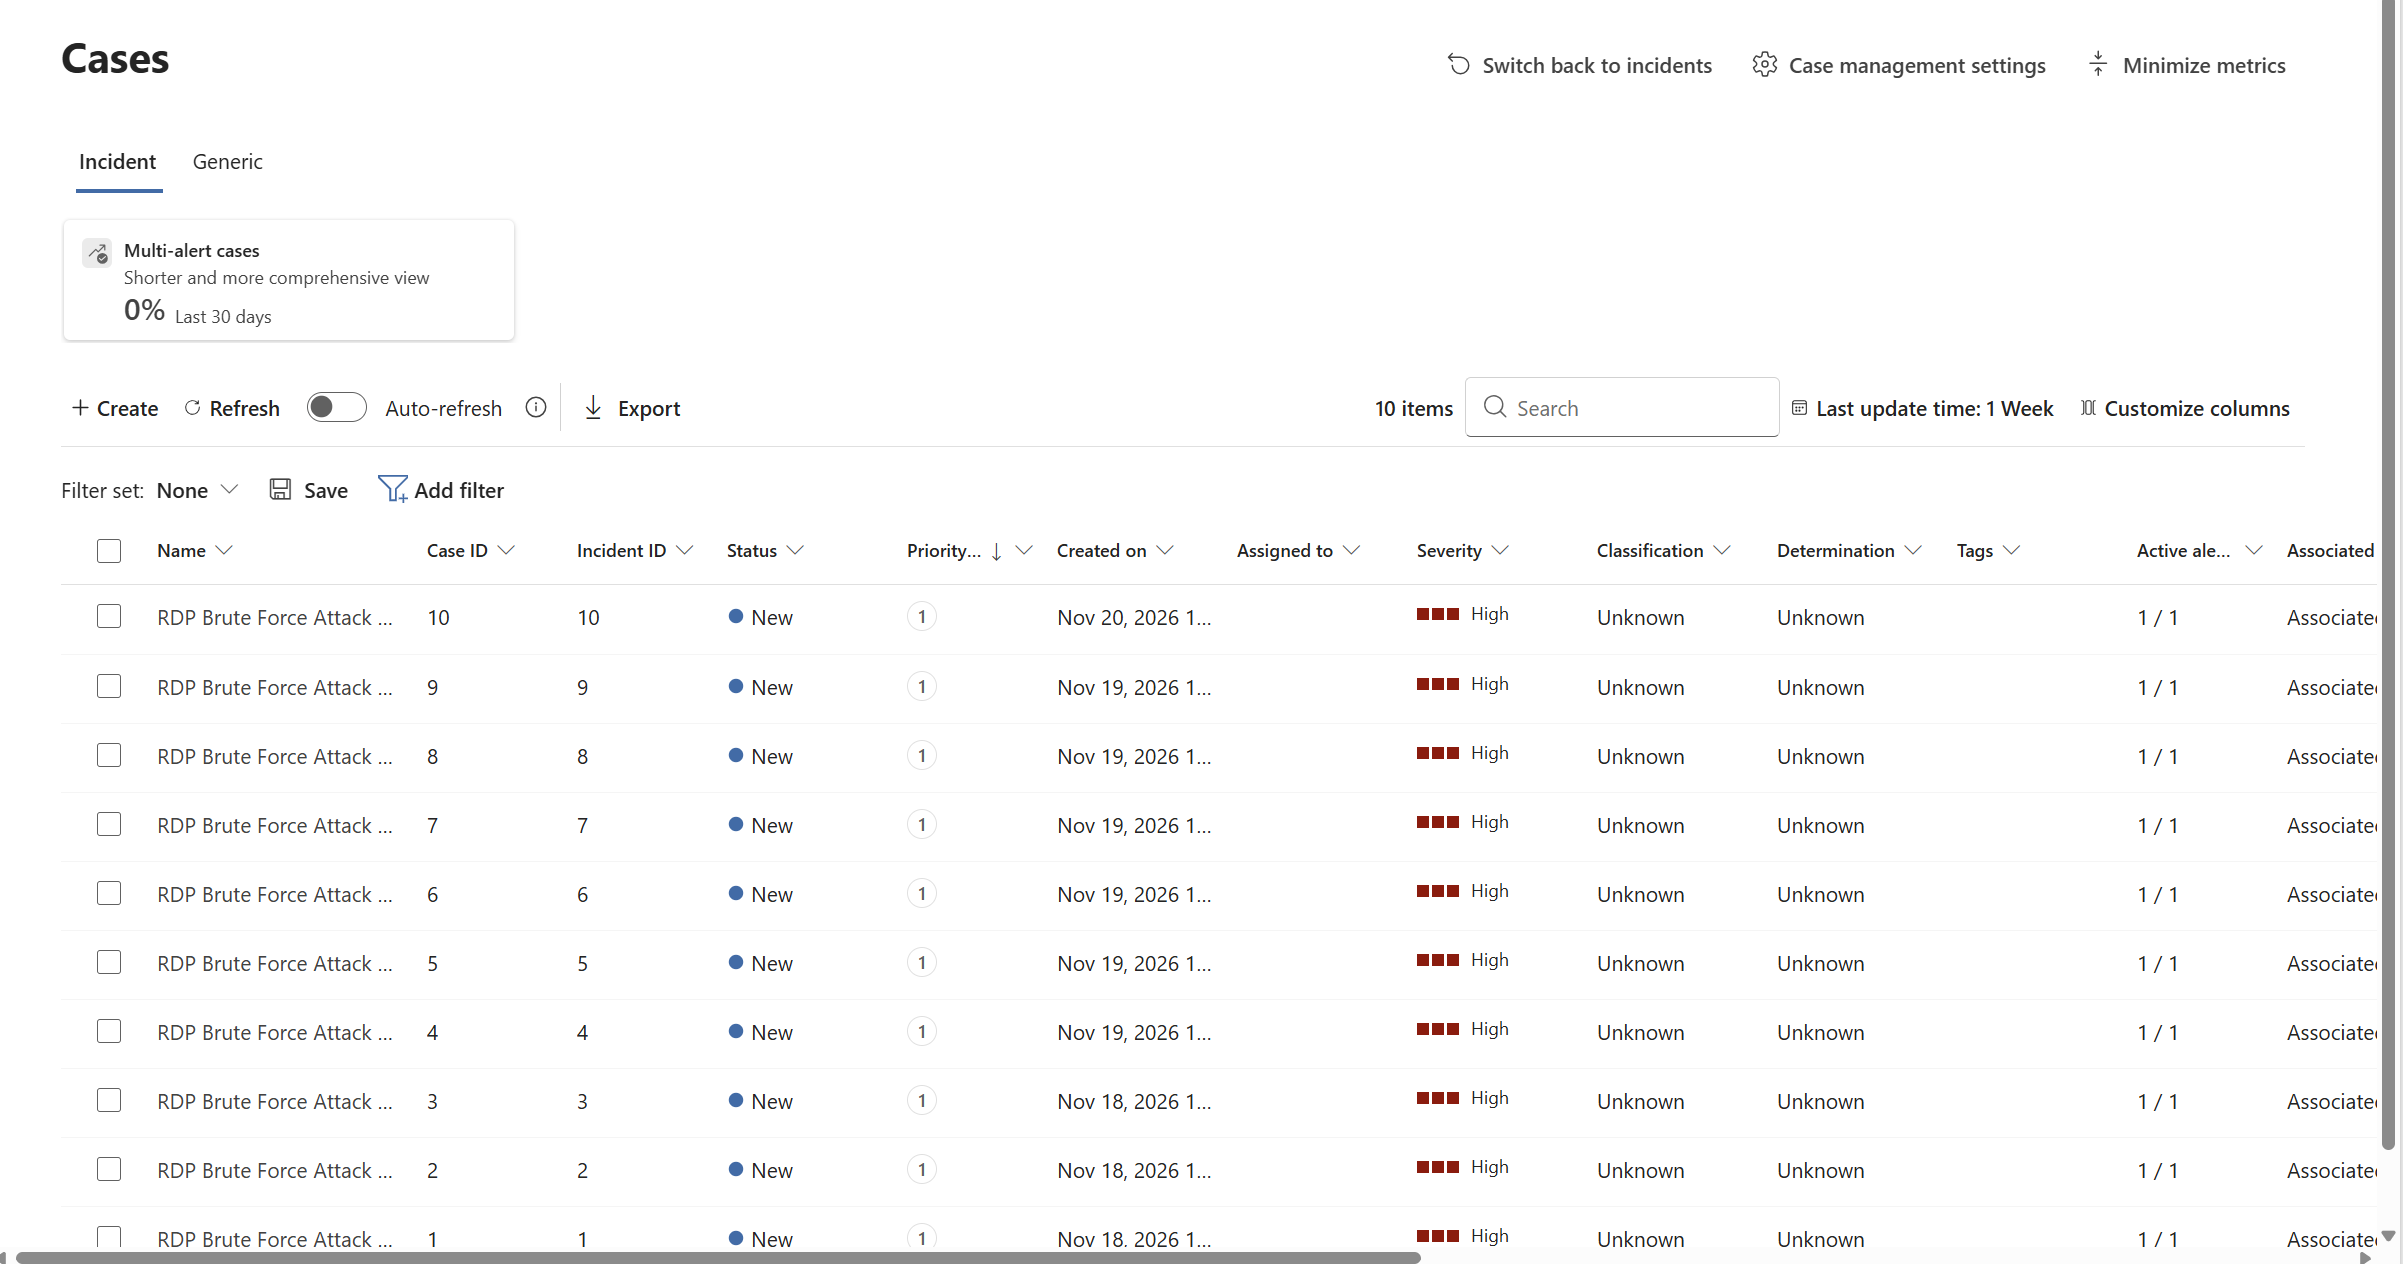 Cases
Switch back to incidents Case management settings Minimize metrics
Incident Generic
Multi-alert cases
Shorter and more comprehensive view
0% Last 30 days
Create Refresh Auto-refresh Export 10 items Search Last update time: 1 Week Customize columns
Filter set: None Save Add filter
Name Case ID Incident ID Status Priority... ↓ Created on Assigned to Severity Classification Determination Tags Active ale... Associated
RDP Brute Force Attack ... 10 10 New 1 Nov 20, 2026 1... High Unknown Unknown 1 / 1 Associated
RDP Brute Force Attack ... 9 9 New 1 Nov 19, 2026 1... High Unknown Unknown 1 / 1 Associated
RDP Brute Force Attack ... 8 8 New 1 Nov 19, 2026 1... High Unknown Unknown 1 / 1 Associated
RDP Brute Force Attack ... 7 7 New 1 Nov 19, 2026 1... High Unknown Unknown 1 / 1 Associated
RDP Brute Force Attack ... 6 6 New 1 Nov 19, 2026 1... High Unknown Unknown 1 / 1 Associated
RDP Brute Force Attack ... 5 5 New 1 Nov 19, 2026 1... High Unknown Unknown 1 / 1 Associated
RDP Brute Force Attack ... 4 4 New 1 Nov 19, 2026 1... High Unknown Unknown 1 / 1 Associated
RDP Brute Force Attack ... 3 3 New 1 Nov 18, 2026 1... High Unknown Unknown 1 / 1 Associated
RDP Brute Force Attack ... 2 2 New 1 Nov 18, 2026 1... High Unknown Unknown 1 / 1 Associated
RDP Brute Force Attack ... 1 1 New 1 Nov 18, 2026 1... High Unknown Unknown 1 / 1 Associated